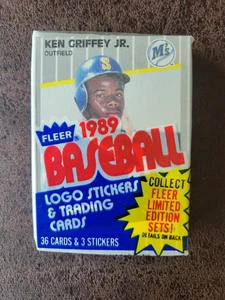 KEN GRIFFEY JR.
OUTFIELD
M's
S
FLEER 1989
BASEBALL
LOGO STICKERS
& TRADING
CARDS
36 CARDS & 3 STICKERS
COLLECT
FLEER
LIMITED
EDITION
SETS!
DETAILS ON BACK